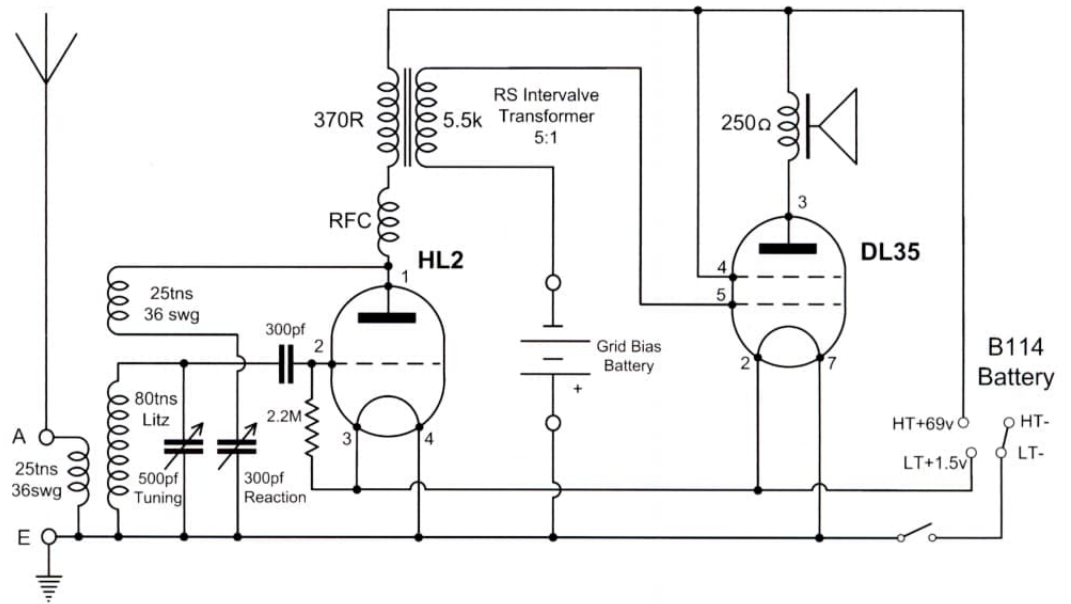 370R
5.5k
RS Intervalve
Transformer
5:1
250Ω
RFC
HL2
1
3
DL35
4
5
25tns
36 swg
300pf
2
Grid Bias
Battery
+
2
7
B114
Battery
80tns
Litz
2.2M
3
4
A
HT+69v
HT-
LT+1.5v
LT-
25tns
36swg
500pf
Tuning
300pf
Reaction
E